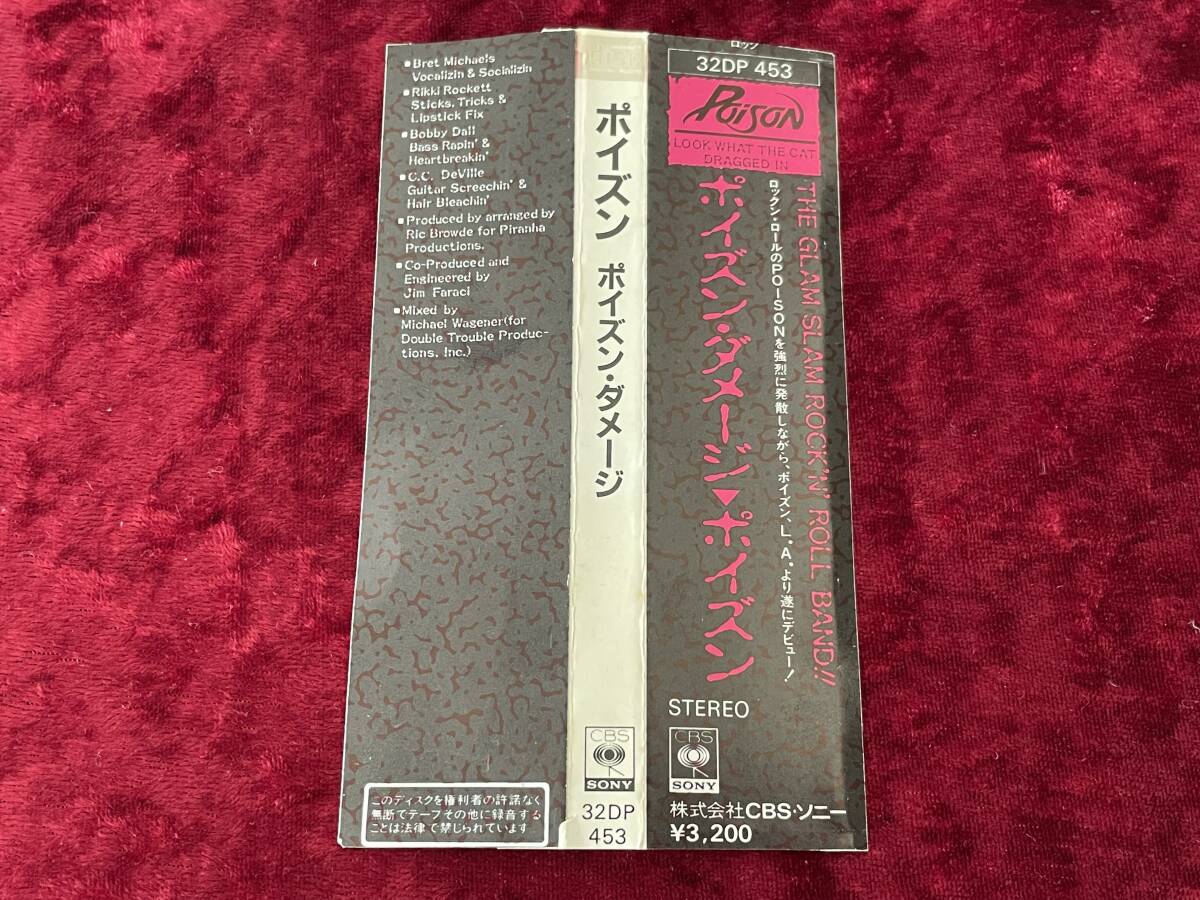 ▪Bret Michaels
Vocalizin & Socializin
▪Rikki Rockett
Sticks, Tricks &
Lipstick Fix
▪Bobby Dall
Bass Rapin' &
Heartbreakin'
▪C.C. DeVille
Guitar Screechin' &
Hair Bleachin'
▪Produced by arranged by
Ric Browde for Piranha
Productions.
▪Co-Produced and
Engineered by
Jim Faraci
▪Mixed by
Michael Wagener(for
Double Trouble Produc-
tions, Inc.)
このディスクを権利者の許諾なく
無断でテープその他に録音する
ことは法律で禁じられています
ポイズン ポイズン・ダメージ
CBS
SONY
32DP
453
ロック
32DP 453
POISON
LOOK WHAT THE CAT
DRAGGED IN
THE GLAM SLAM ROCK'N' ROLL BAND!!
ロックン・ロールのPOISONを強烈に発散しながら、ポイズン、L.A.より遂にデビュー!
ポイズン・ダメージ▼ポイズン
STEREO
CBS
SONY
株式会社CBS・ソニー
¥3,200